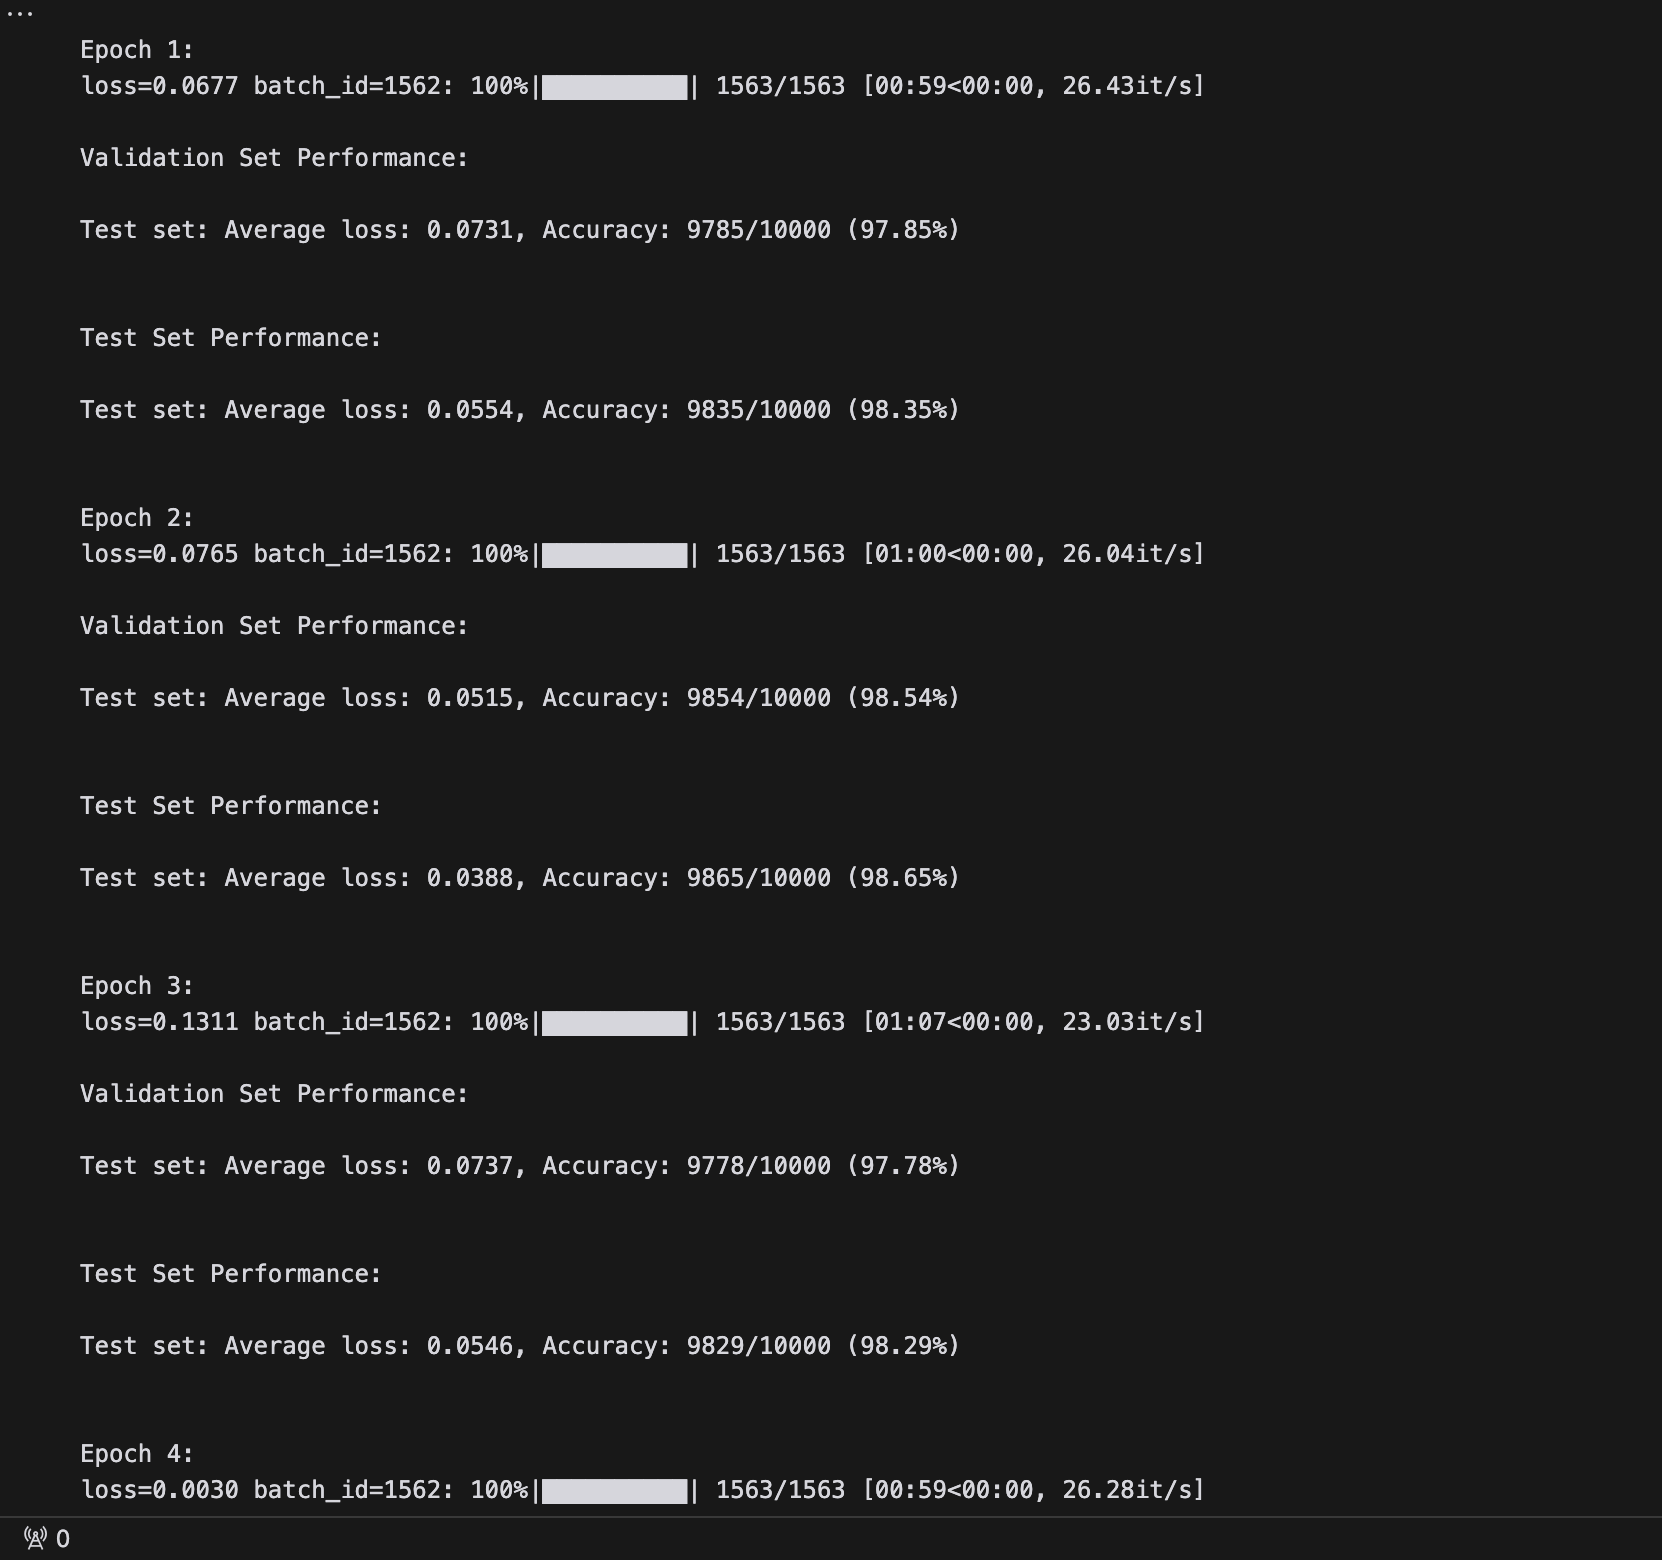 ...
Epoch 1:
loss=0.0677 batch_id=1562: 100%|██████████| 1563/1563 [00:59<00:00, 26.43it/s]
Validation Set Performance:
Test set: Average loss: 0.0731, Accuracy: 9785/10000 (97.85%)
Test Set Performance:
Test set: Average loss: 0.0554, Accuracy: 9835/10000 (98.35%)
Epoch 2:
loss=0.0765 batch_id=1562: 100%|██████████| 1563/1563 [01:00<00:00, 26.04it/s]
Validation Set Performance:
Test set: Average loss: 0.0515, Accuracy: 9854/10000 (98.54%)
Test Set Performance:
Test set: Average loss: 0.0388, Accuracy: 9865/10000 (98.65%)
Epoch 3:
loss=0.1311 batch_id=1562: 100%|██████████| 1563/1563 [01:07<00:00, 23.03it/s]
Validation Set Performance:
Test set: Average loss: 0.0737, Accuracy: 9778/10000 (97.78%)
Test Set Performance:
Test set: Average loss: 0.0546, Accuracy: 9829/10000 (98.29%)
Epoch 4:
loss=0.0030 batch_id=1562: 100%|██████████| 1563/1563 [00:59<00:00, 26.28it/s]
0